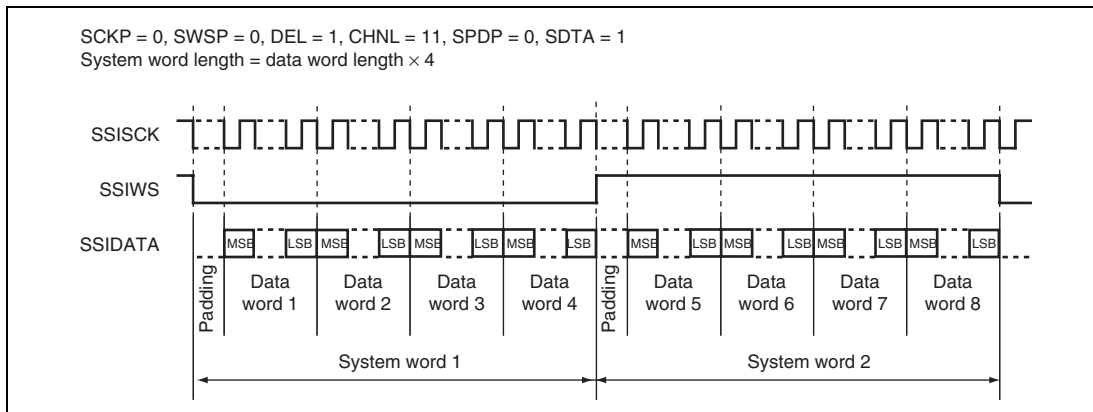 SCKP = 0, SWSP = 0, DEL = 1, CHNL = 11, SPDP = 0, SDTA = 1
System word length = data word length × 4
SSISCK
SSIWS
SSIDATA
MSB LSB MSB LSB MSB LSB MSB LSB MSB LSB MSB LSB MSB LSB MSB LSB
Padding
Data
word 1
Data
word 2
Data
word 3
Data
word 4
Padding
Data
word 5
Data
word 6
Data
word 7
Data
word 8
System word 1
System word 2